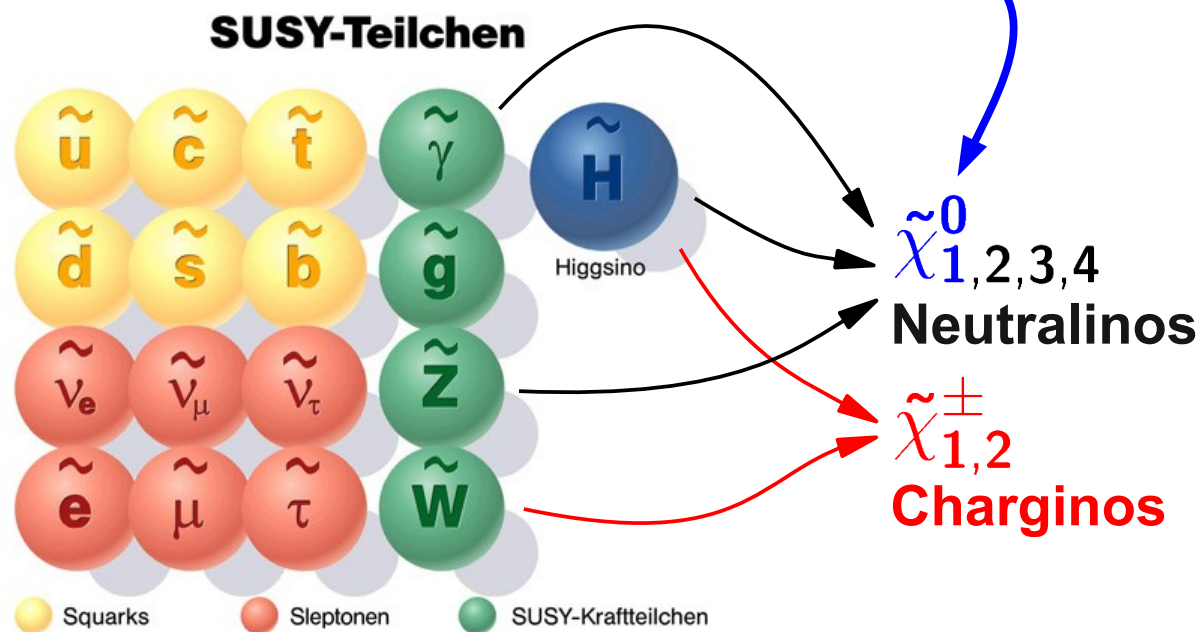 SUSY-Teilchen
ũ c̃ t̃ γ̃
H̃
d̃ s̃ b̃ g̃
Higgsino
ν̃e ν̃μ ν̃τ Z̃
ẽ μ̃ τ̃ W̃
χ̃⁰1,2,3,4
Neutralinos
χ̃±1,2
Charginos
Squarks
Sleptonen
SUSY-Kraftteilchen